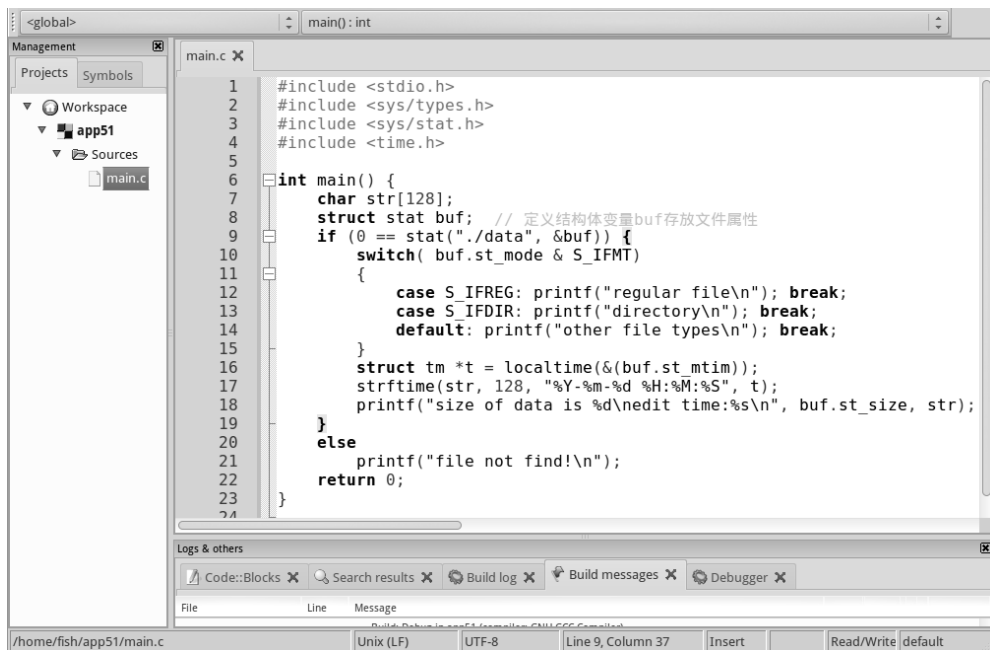 <global>
main() : int
Management
Projects
Symbols
Workspace
app51
Sources
main.c
main.c
1 #include <stdio.h>
2 #include <sys/types.h>
3 #include <sys/stat.h>
4 #include <time.h>
5
6 int main() {
7 char str[128];
8 struct stat buf; // 定义结构体变量buf存放文件属性
9 if (0 == stat("./data", &buf)) {
10 switch( buf.st_mode & S_IFMT)
11 {
12 case S_IFREG: printf("regular file\n"); break;
13 case S_IFDIR: printf("directory\n"); break;
14 default: printf("other file types\n"); break;
15 }
16 struct tm *t = localtime(&(buf.st_mtim));
17 strftime(str, 128, "%Y-%m-%d %H:%M:%S", t);
18 printf("size of data is %d\nedit time:%s\n", buf.st_size, str);
19 }
20 else
21 printf("file not find!\n");
22 return 0;
23 }
24
Logs & others
Code::Blocks
Search results
Build log
Build messages
Debugger
File Line Message
/home/fish/app51/main.c
Unix (LF)
UTF-8
Line 9, Column 37
Insert
Read/Write
default